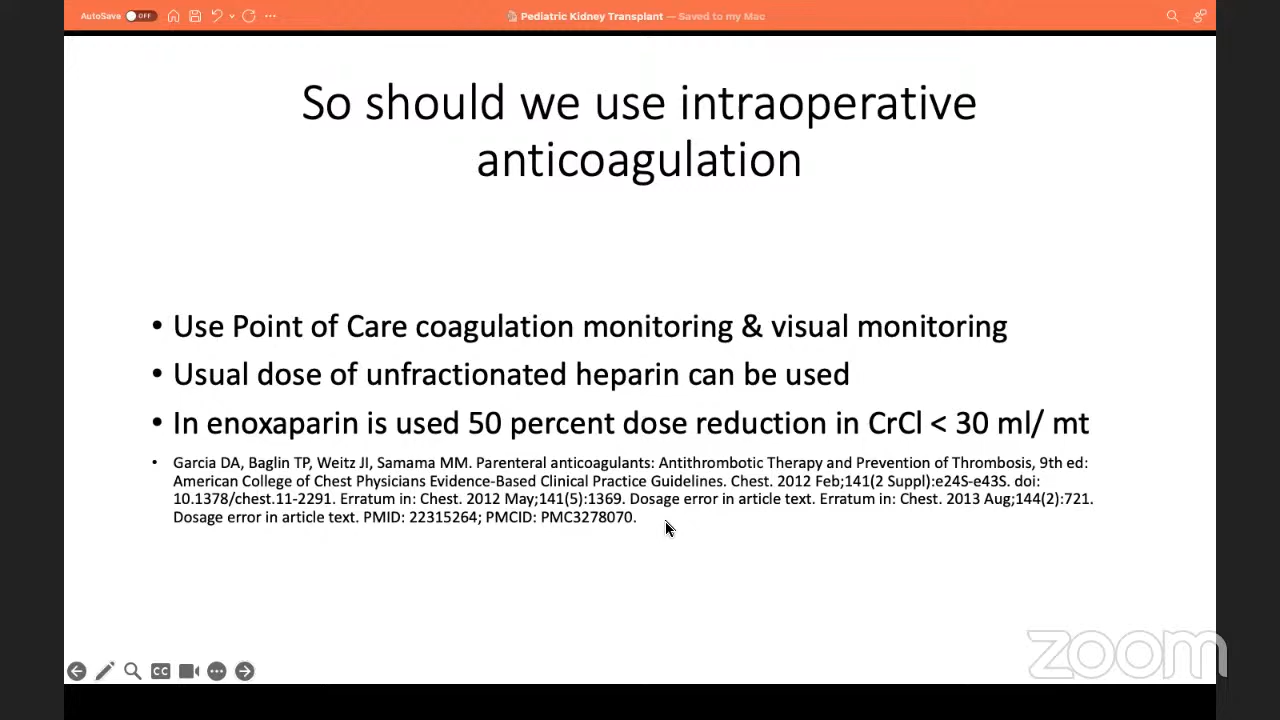 AutoSave OFF
Pediatric Kidney Transplant — Saved to my Mac
So should we use intraoperative
anticoagulation
• Use Point of Care coagulation monitoring & visual monitoring
• Usual dose of unfractionated heparin can be used
• In enoxaparin is used 50 percent dose reduction in CrCl < 30 ml/ mt
• Garcia DA, Baglin TP, Weitz JI, Samama MM. Parenteral anticoagulants: Antithrombotic Therapy and Prevention of Thrombosis, 9th ed:
American College of Chest Physicians Evidence-Based Clinical Practice Guidelines. Chest. 2012 Feb;141(2 Suppl):e24S-e43S. doi:
10.1378/chest.11-2291. Erratum in: Chest. 2012 May;141(5):1369. Dosage error in article text. Erratum in: Chest. 2013 Aug;144(2):721.
Dosage error in article text. PMID: 22315264; PMCID: PMC3278070.
CC
zoom